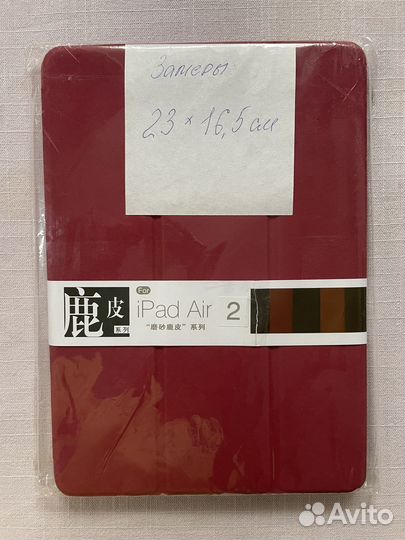 Замеры
23 × 16,5 см
鹿皮系列
For
iPad Air 2
“磨砂鹿皮”系列
Avito